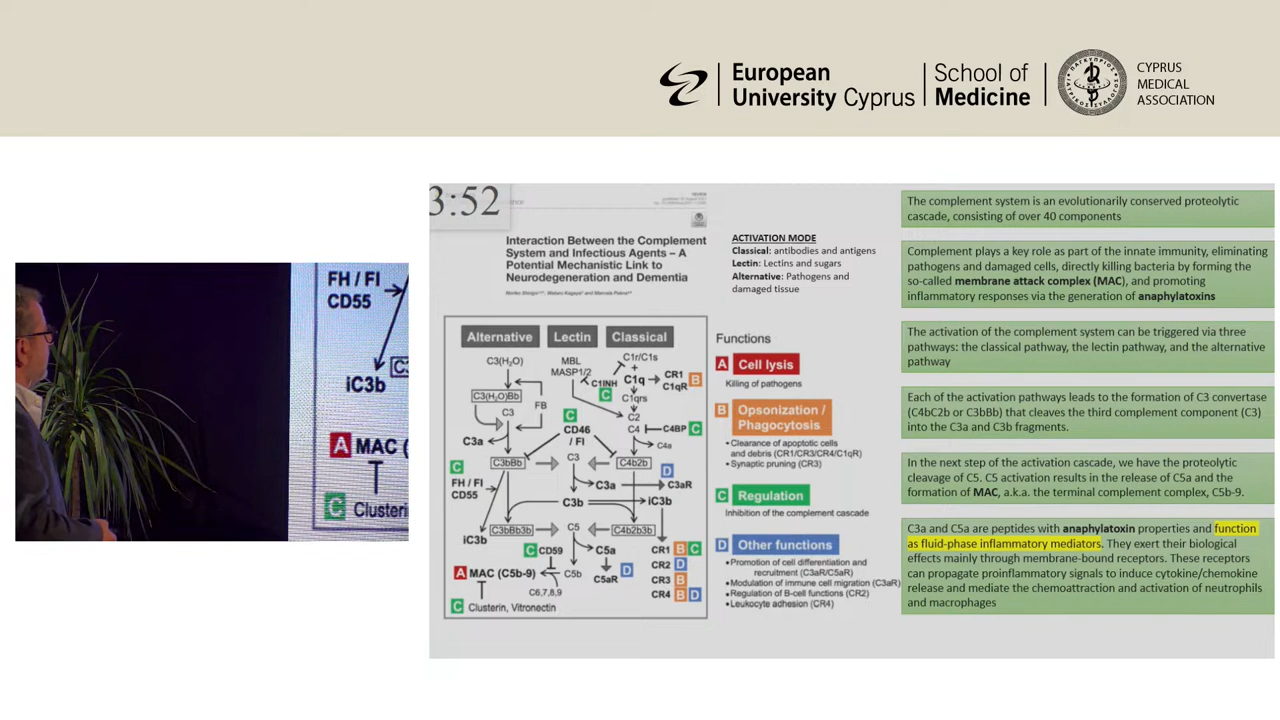 European
University Cyprus
School of
Medicine
CYPRUS
MEDICAL
ASSOCIATION
FH / FI
CD55
iC3b
A MAC (
C
Clusterin
3:52
Interaction Between the Complement
System and Infectious Agents – A
Potential Mechanistic Link to
Neurodegeneration and Dementia
ACTIVATION MODE
Classical: antibodies and antigens
Lectin: Lectins and sugars
Alternative: Pathogens and
damaged tissue
Alternative
Lectin
Classical
C3(H₂O)
MBL
MASP1/2
C1r/C1s
+
C1q
CR1
C1qR
B
C1INH
C
C3(H₂O)Bb
C1qrs
FB
C3
C2
C
C4
C4BP
C
C3a
CD46
/ FI
C4a
C
C3bBb
C3
C4b2b
D
FH / FI
CD55
C3a
C3aR
C3b
iC3b
C3bBb3b
C5
C4b2b3b
iC3b
C CD59
C5a
CR1 B C
A MAC (C5b-9)
C5b
C5aR
D
CR2 D
C6,7,8,9
CR3 B
CR4 B D
C Clusterin, Vitronectin
Functions
A Cell lysis
Killing of pathogens
B Opsonization /
Phagocytosis
• Clearance of apoptotic cells
and debris (CR1/CR3/CR4/C1qR)
• Synaptic pruning (CR3)
C Regulation
Inhibition of the complement cascade
D Other functions
• Promotion of cell differentiation and
recruitment (C3aR/C5aR)
• Modulation of immune cell migration (C3aR)
• Regulation of B-cell functions (CR2)
• Leukocyte adhesion (CR4)
The complement system is an evolutionarily conserved proteolytic
cascade, consisting of over 40 components
Complement plays a key role as part of the innate immunity, eliminating
pathogens and damaged cells, directly killing bacteria by forming the
so-called membrane attack complex (MAC), and promoting
inflammatory responses via the generation of anaphylatoxins
The activation of the complement system can be triggered via three
pathways: the classical pathway, the lectin pathway, and the alternative
pathway
Each of the activation pathways leads to the formation of C3 convertase
(C4bC2b or C3bBb) that cleaves the third complement component (C3)
into the C3a and C3b fragments.
In the next step of the activation cascade, we have the proteolytic
cleavage of C5. C5 activation results in the release of C5a and the
formation of MAC, a.k.a. the terminal complement complex, C5b-9.
C3a and C5a are peptides with anaphylatoxin properties and function
as fluid-phase inflammatory mediators. They exert their biological
effects mainly through membrane-bound receptors. These receptors
can propagate proinflammatory signals to induce cytokine/chemokine
release and mediate the chemoattraction and activation of neutrophils
and macrophages